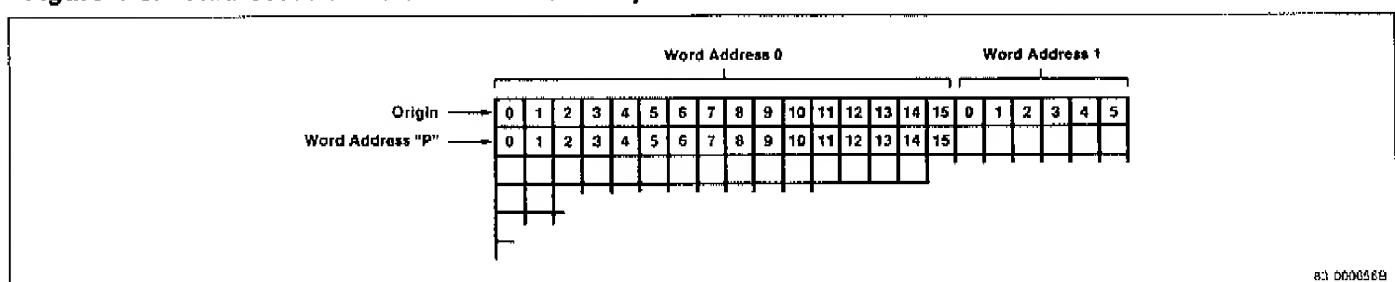 Word Address 0 Word Address 1
Origin 0 1 2 3 4 5 6 7 8 9 10 11 12 13 14 15 0 1 2 3 4 5
Word Address "P" 0 1 2 3 4 5 6 7 8 9 10 11 12 13 14 15